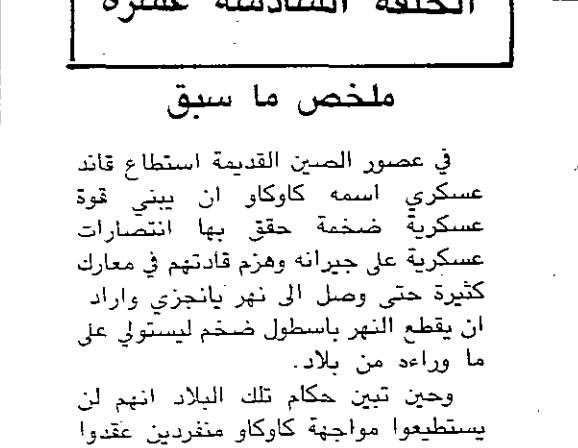 الحلقة السادسة عشرة
ملخص ما سبق
في عصور الصين القديمة استطاع قائد
عسكري اسمه كاوكاو ان يبني قوة
عسكرية ضخمة حقق بها انتصارات
عسكرية على جيرانه وهزم قادتهم في معارك
كثيرة حتى وصل الى نهر يانجزي واراد
ان يقطع النهر باسطول ضخم ليستولي على
ما وراءه من بلاد.
وحين تبين حكام تلك البلاد انهم لن
يستطيعوا مواجهة كاوكاو منفردين عقدوا